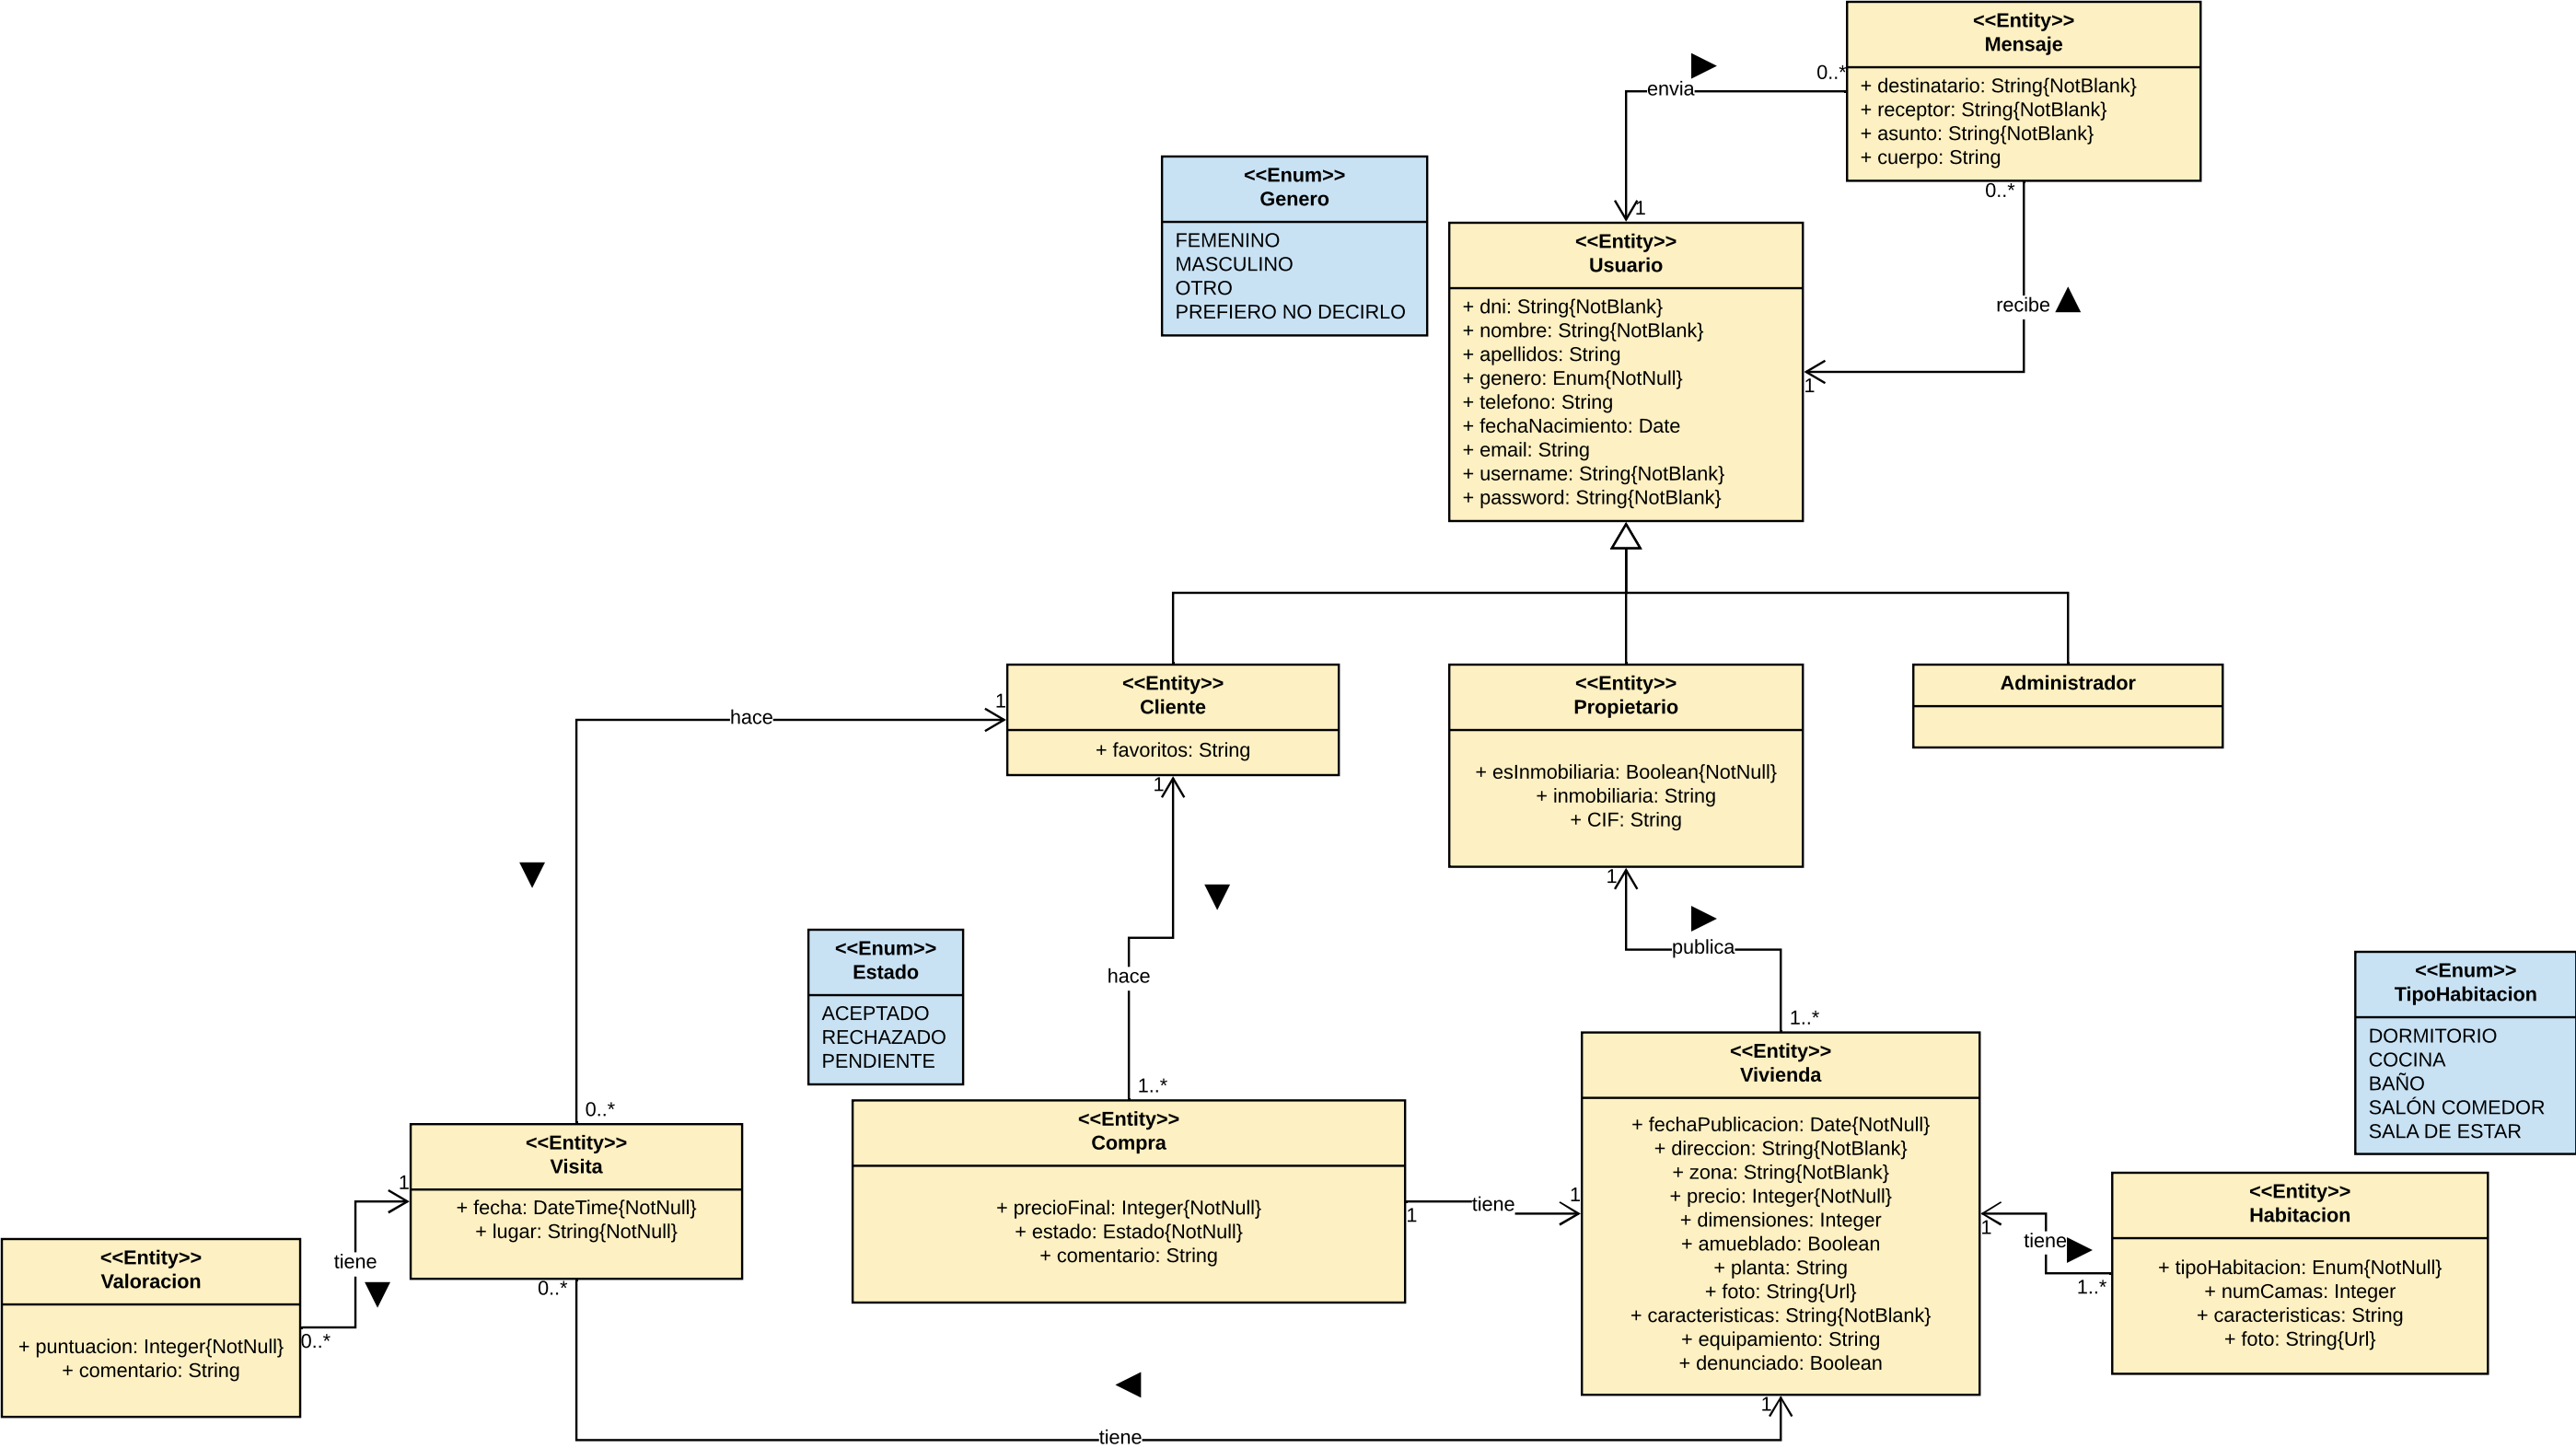 <<Entity>>
Mensaje
+ destinatario: String{NotBlank}
+ receptor: String{NotBlank}
+ asunto: String{NotBlank}
+ cuerpo: String
0..*
envia
1
0..*
recibe
1
<<Enum>>
Genero
FEMENINO
MASCULINO
OTRO
PREFIERO NO DECIRLO
<<Entity>>
Usuario
+ dni: String{NotBlank}
+ nombre: String{NotBlank}
+ apellidos: String
+ genero: Enum{NotNull}
+ telefono: String
+ fechaNacimiento: Date
+ email: String
+ username: String{NotBlank}
+ password: String{NotBlank}
<<Entity>>
Cliente
+ favoritos: String
<<Entity>>
Propietario
+ esInmobiliaria: Boolean{NotNull}
+ inmobiliaria: String
+ CIF: String
Administrador
1
hace
0..*
1
hace
1..*
1
publica
1..*
<<Enum>>
Estado
ACEPTADO
RECHAZADO
PENDIENTE
<<Enum>>
TipoHabitacion
DORMITORIO
COCINA
BAÑO
SALÓN COMEDOR
SALA DE ESTAR
<<Entity>>
Visita
+ fecha: DateTime{NotNull}
+ lugar: String{NotNull}
<<Entity>>
Compra
+ precioFinal: Integer{NotNull}
+ estado: Estado{NotNull}
+ comentario: String
1
tiene
1
<<Entity>>
Vivienda
+ fechaPublicacion: Date{NotNull}
+ direccion: String{NotBlank}
+ zona: String{NotBlank}
+ precio: Integer{NotNull}
+ dimensiones: Integer
+ amueblado: Boolean
+ planta: String
+ foto: String{Url}
+ caracteristicas: String{NotBlank}
+ equipamiento: String
+ denunciado: Boolean
1
tiene
1..*
<<Entity>>
Habitacion
+ tipoHabitacion: Enum{NotNull}
+ numCamas: Integer
+ caracteristicas: String
+ foto: String{Url}
<<Entity>>
Valoracion
+ puntuacion: Integer{NotNull}
+ comentario: String
1
tiene
0..*
0..*
tiene
1